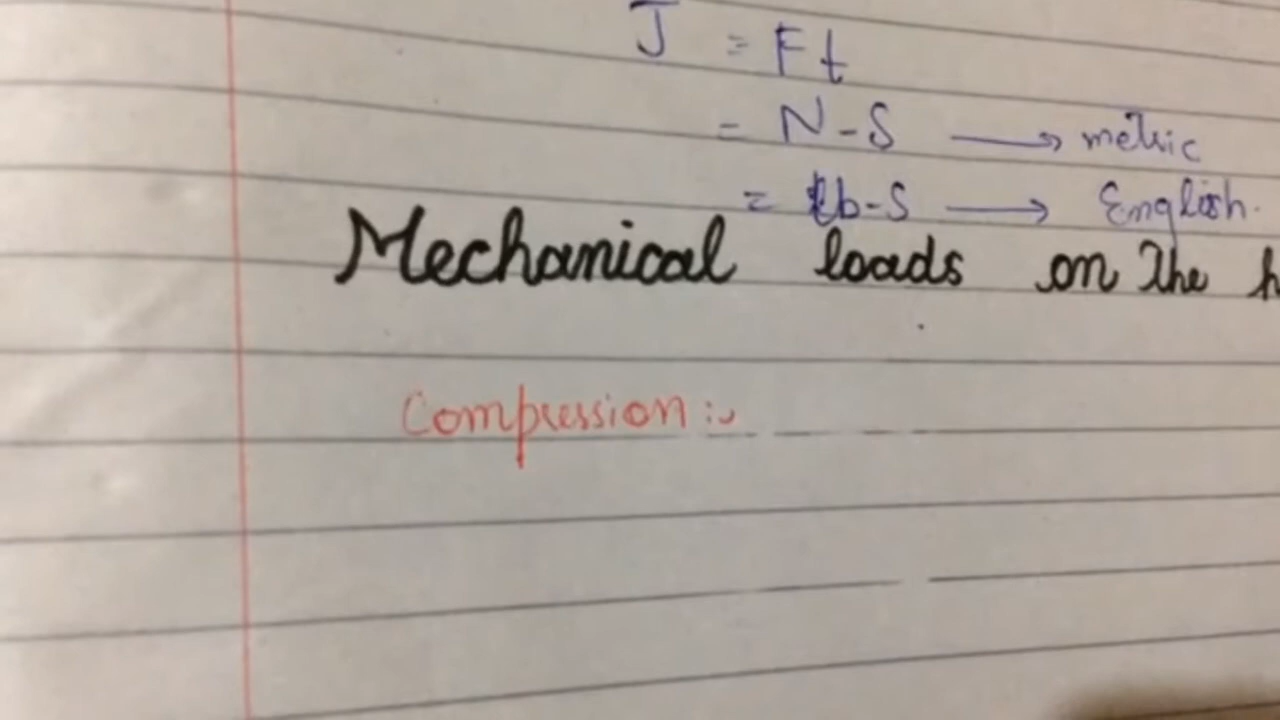 J = Ft
= N-S → metric
= lb-S → English.
Mechanical loads on the h
Compression :-